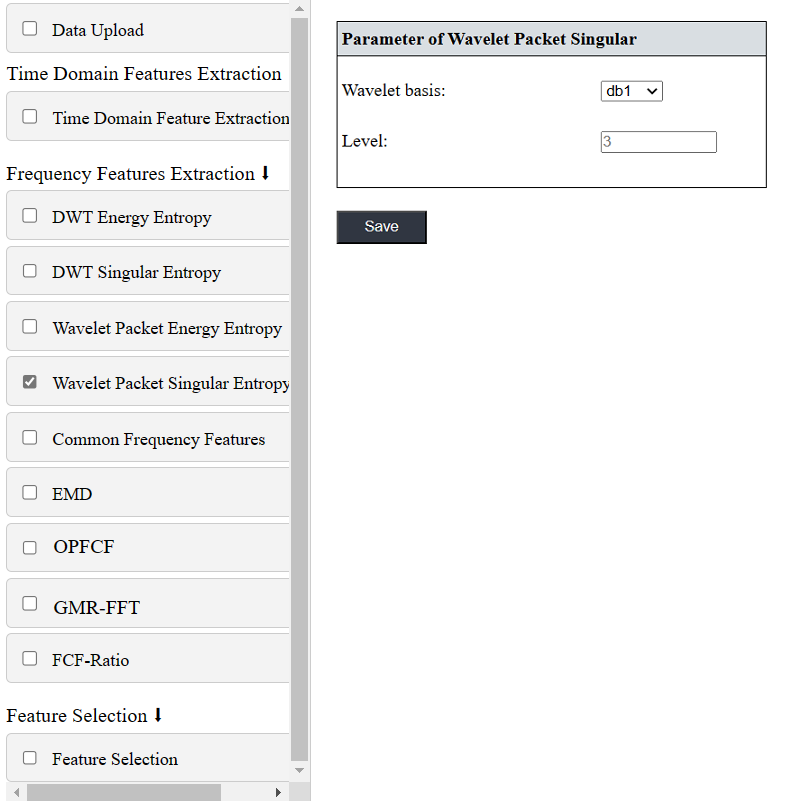 Data Upload
Time Domain Features Extraction
Time Domain Feature Extraction
Frequency Features Extraction ⬇
DWT Energy Entropy
DWT Singular Entropy
Wavelet Packet Energy Entropy
Wavelet Packet Singular Entropy
Common Frequency Features
EMD
OPFCF
GMR-FFT
FCF-Ratio
Feature Selection ⬇
Feature Selection
Parameter of Wavelet Packet Singular
Wavelet basis: db1
Level: 3
Save